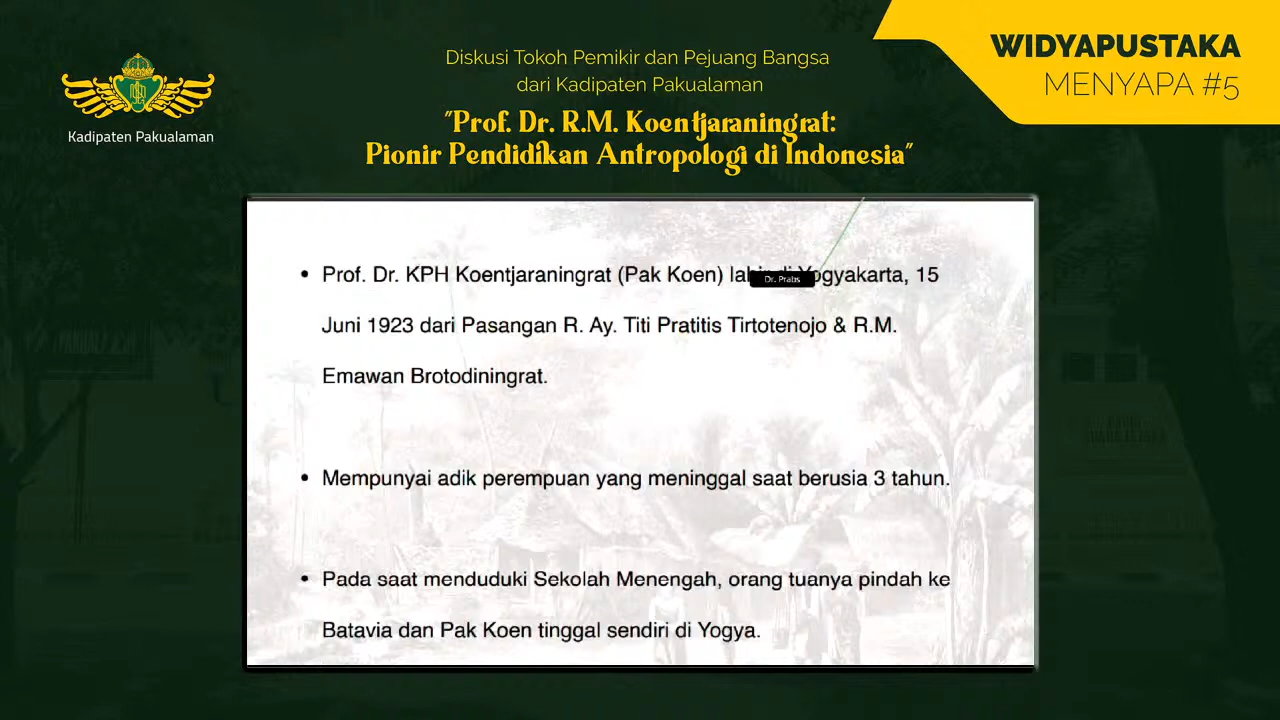 WIDYAPUSTAKA
MENYAPA #5
Diskusi Tokoh Pemikir dan Pejuang Bangsa
dari Kadipaten Pakualaman
"Prof. Dr. R.M. Koentjaraningrat:
Pionir Pendidikan Antropologi di Indonesia"
Kadipaten Pakualaman
• Prof. Dr. KPH Koentjaraningrat (Pak Koen) Yogyakarta, 15
Dr. Pratis
Juni 1923 dari Pasangan R. Ay. Titi Pratitis Tirtotenojo & R.M.
Emawan Brotodiningrat.
• Mempunyai adik perempuan yang meninggal saat berusia 3 tahun.
• Pada saat menduduki Sekolah Menengah, orang tuanya pindah ke
Batavia dan Pak Koen tinggal sendiri di Yogya.